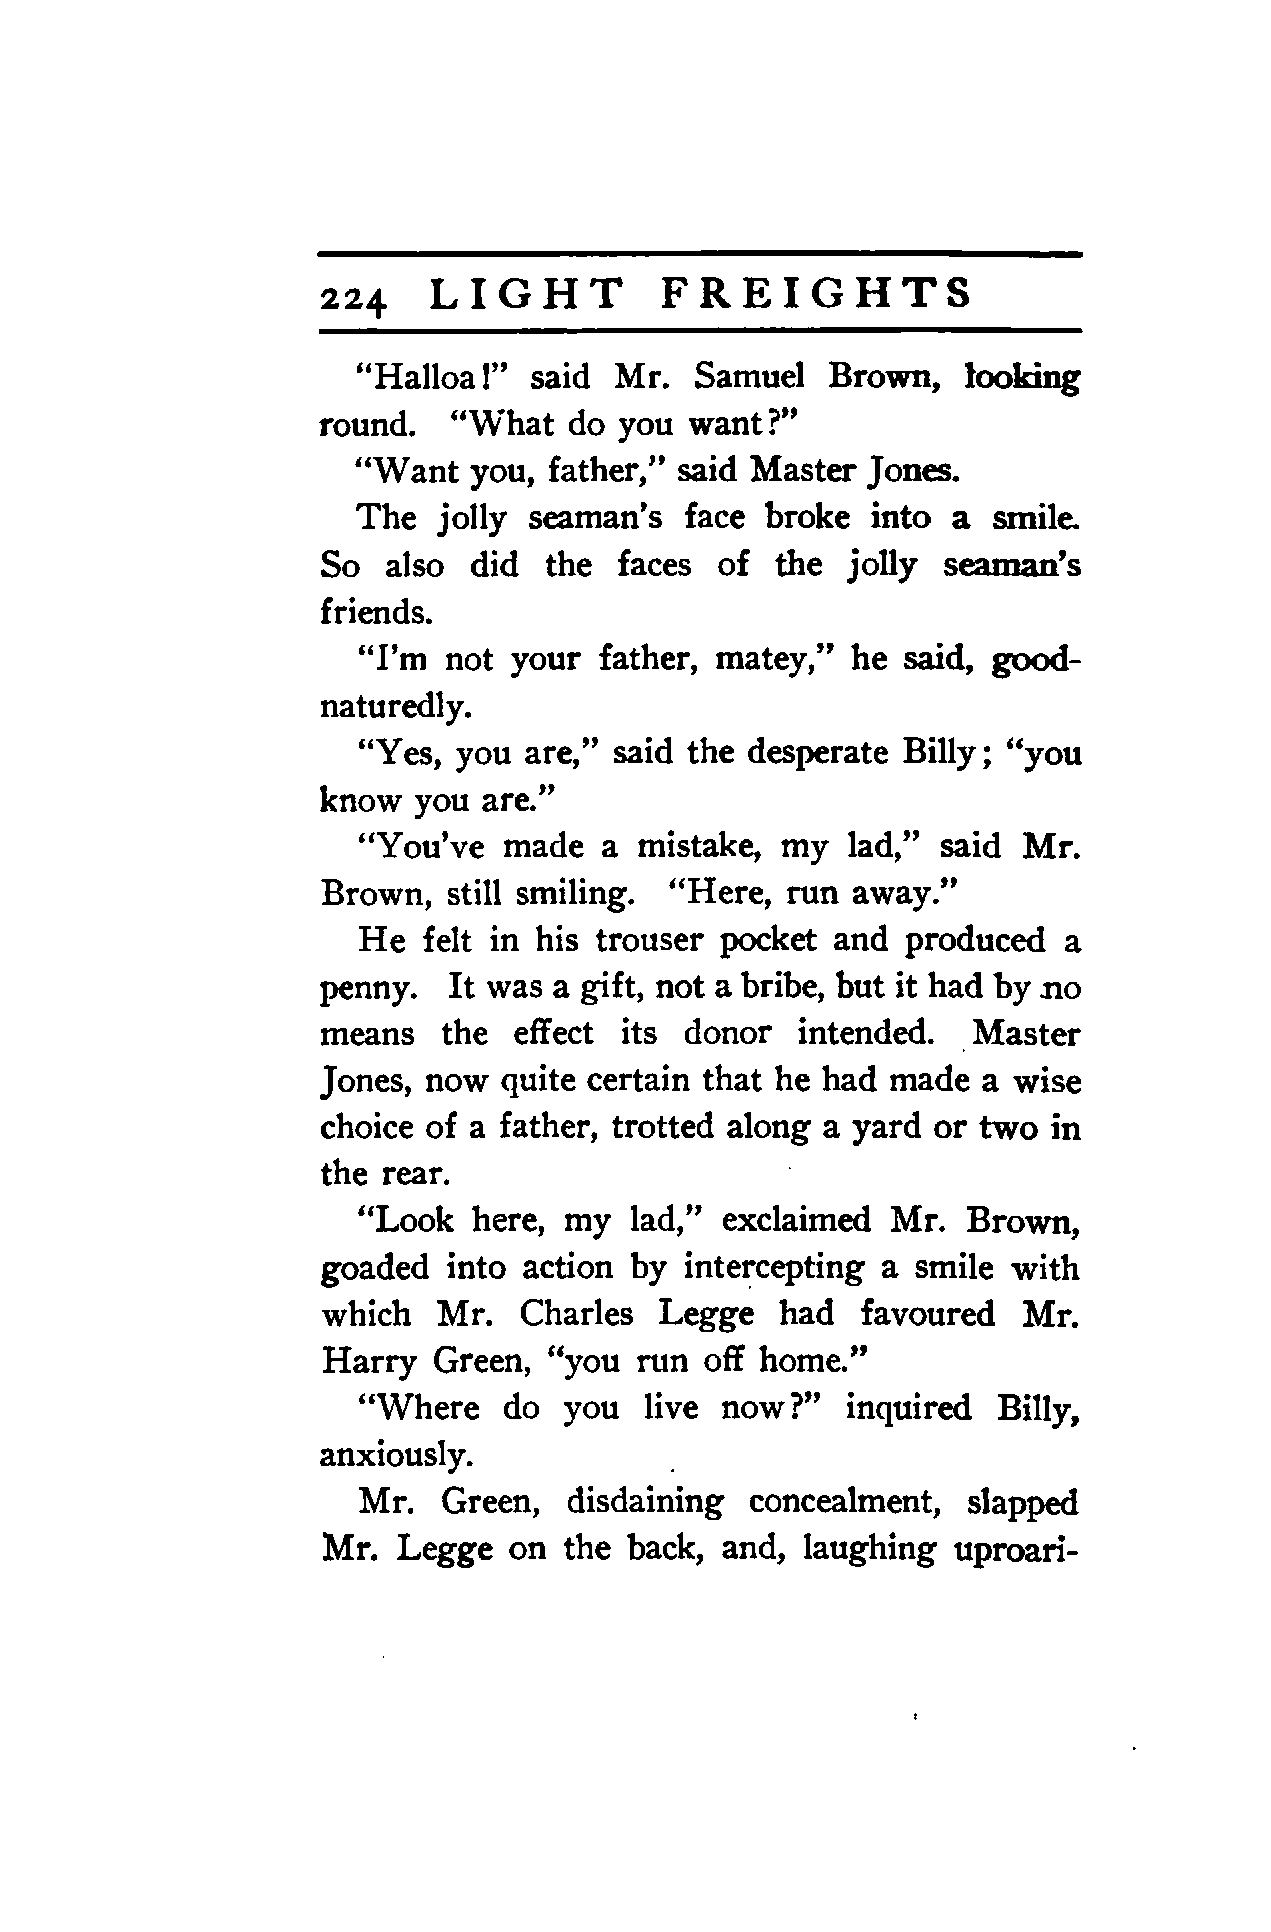 224 LIGHT FREIGHTS
“Halloa!” said Mr. Samuel Brown, looking
round. “What do you want?”
“Want you, father,” said Master Jones.
The jolly seaman’s face broke into a smile.
So also did the faces of the jolly seaman’s
friends.
“I’m not your father, matey,” he said, good-
naturedly.
“Yes, you are,” said the desperate Billy; “you
know you are.”
“You’ve made a mistake, my lad,” said Mr.
Brown, still smiling. “Here, run away.”
He felt in his trouser pocket and produced a
penny. It was a gift, not a bribe, but it had by no
means the effect its donor intended. Master
Jones, now quite certain that he had made a wise
choice of a father, trotted along a yard or two in
the rear.
“Look here, my lad,” exclaimed Mr. Brown,
goaded into action by intercepting a smile with
which Mr. Charles Legge had favoured Mr.
Harry Green, “you run off home.”
“Where do you live now?” inquired Billy,
anxiously.
Mr. Green, disdaining concealment, slapped
Mr. Legge on the back, and, laughing uproari-